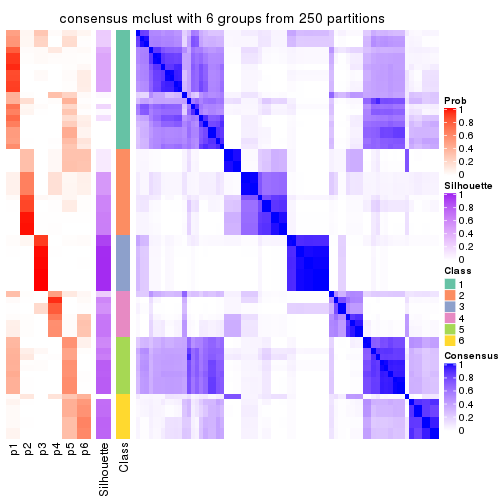 consensus mclust with 6 groups from 250 partitions
Prob
1
0.8
0.6
0.4
0.2
0
Silhouette
1
0.8
0.6
0.4
0.2
0
Class
1
2
3
4
5
6
Consensus
1
0.8
0.6
0.4
0.2
0
p1
p2
p3
p4
p5
p6
Silhouette
Class